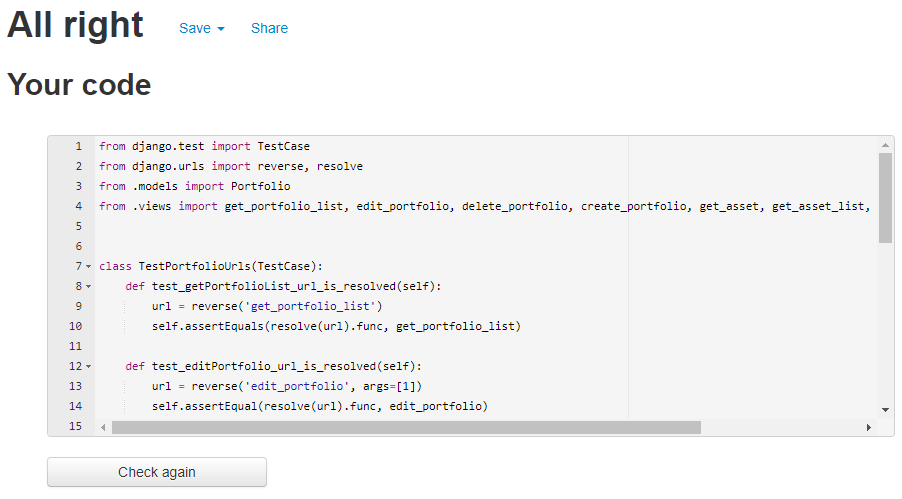 All right
Save Share
Your code
1 from django.test import TestCase
2 from django.urls import reverse, resolve
3 from .models import Portfolio
4 from .views import get_portfolio_list, edit_portfolio, delete_portfolio, create_portfolio, get_asset, get_asset_list,
5
6
7 class TestPortfolioUrls(TestCase):
8 def test_getPortfolioList_url_is_resolved(self):
9 url = reverse('get_portfolio_list')
10 self.assertEquals(resolve(url).func, get_portfolio_list)
11
12 def test_editPortfolio_url_is_resolved(self):
13 url = reverse('edit_portfolio', args=[1])
14 self.assertEqual(resolve(url).func, edit_portfolio)
15
Check again